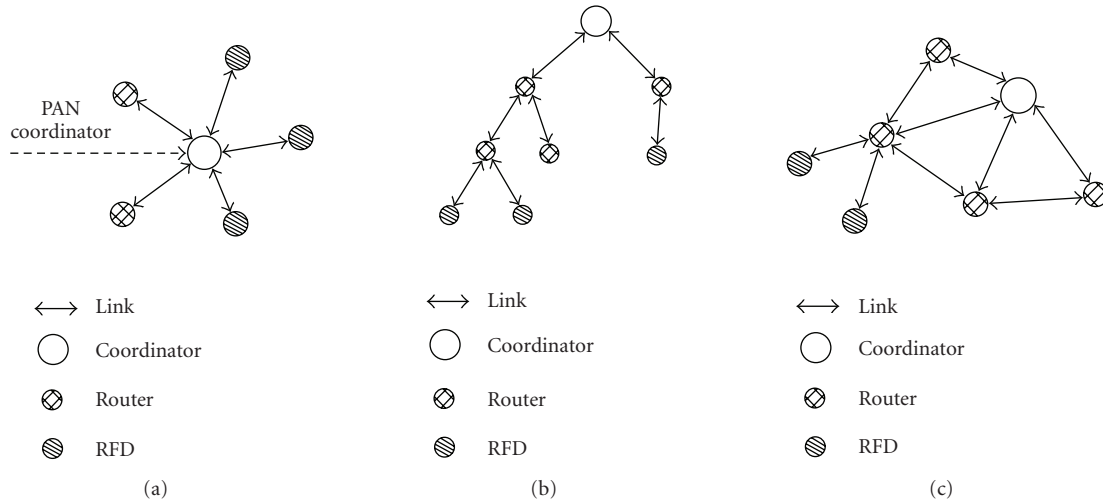 PAN
coordinator
Link
Coordinator
Router
RFD
(a)
Link
Coordinator
Router
RFD
(b)
Link
Coordinator
Router
RFD
(c)